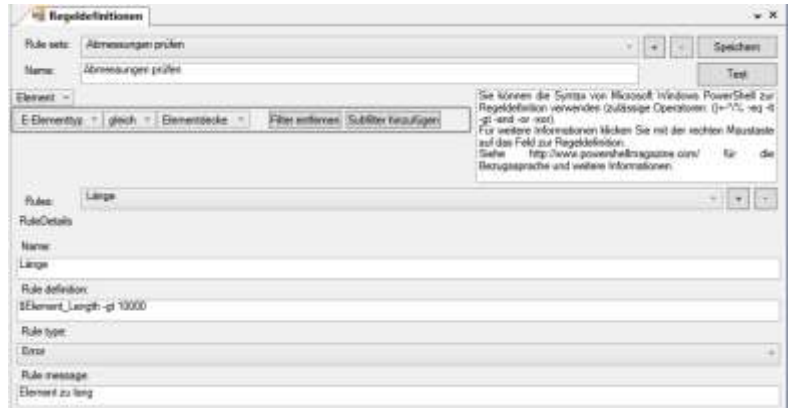 Regeldefinitionen
Rule sets: Abmessungen prüfen + - Speichern
Name: Abmessungen prüfen Test
Element
E-Elementtyp gleich Elementdecke Filter entfernen Subfilter hinzufügen
Sie können die Syntax von Microsoft Windows PowerShell zur
Regeldefinition verwenden (zulässige Operatoren:
-gt -and -or -xor).
Für weitere Informationen klicken Sie mit der rechten Maustaste
auf das Feld zur Regeldefinition.
Siehe http://www.powershellmagazine.com/ für die
Bezugssprache und weitere Informationen.
Rules: Länge + -
RuleDetails
Name:
Länge
Rule definition:
$Element_Length -gt 10000
Rule type:
Error
Rule message:
Element zu lang